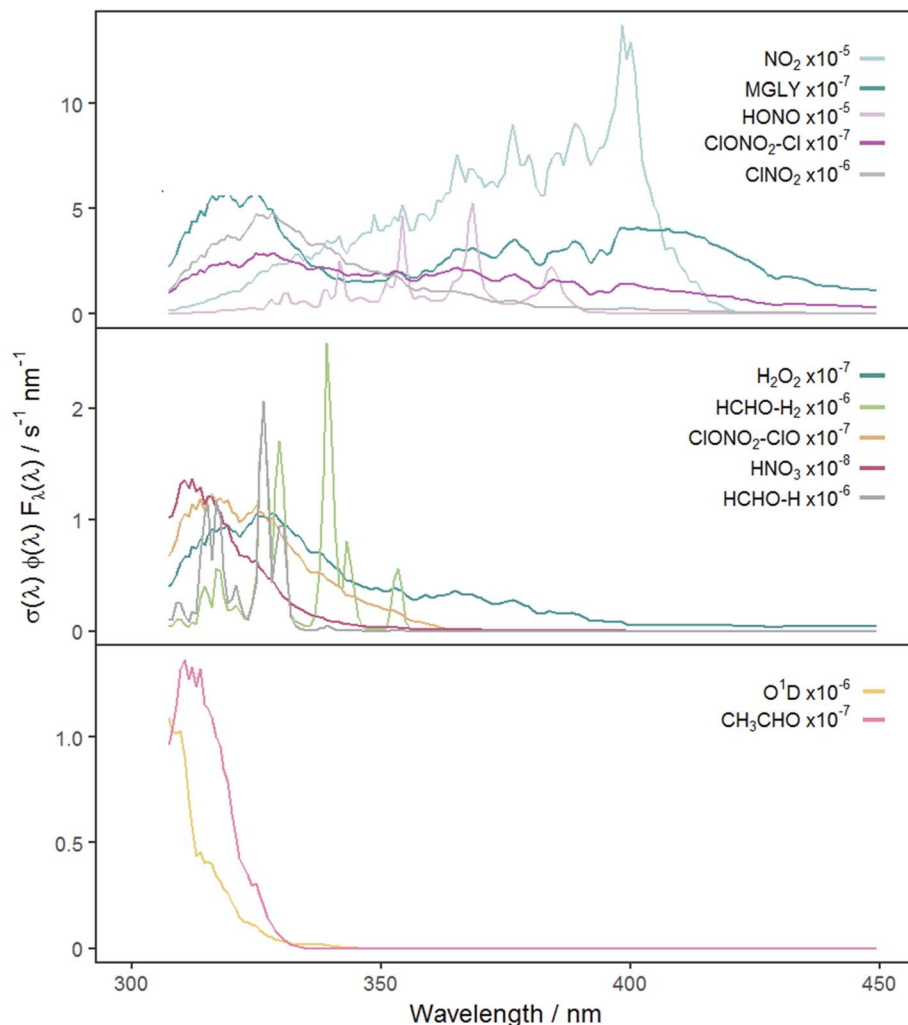 NO₂ x10⁻⁵
MGLY x10⁻⁷
HONO x10⁻⁵
ClONO₂-Cl x10⁻⁷
ClNO₂ x10⁻⁶
10
5
0
H₂O₂ x10⁻⁷
HCHO-H₂ x10⁻⁶
ClONO₂-ClO x10⁻⁷
HNO₃ x10⁻⁸
HCHO-H x10⁻⁶
2
1
0
σ(λ) ϕ(λ) F_λ(λ) / s⁻¹ nm⁻¹
O¹D x10⁻⁶
CH₃CHO x10⁻⁷
1.0
0.5
0
300
350
400
450
Wavelength / nm